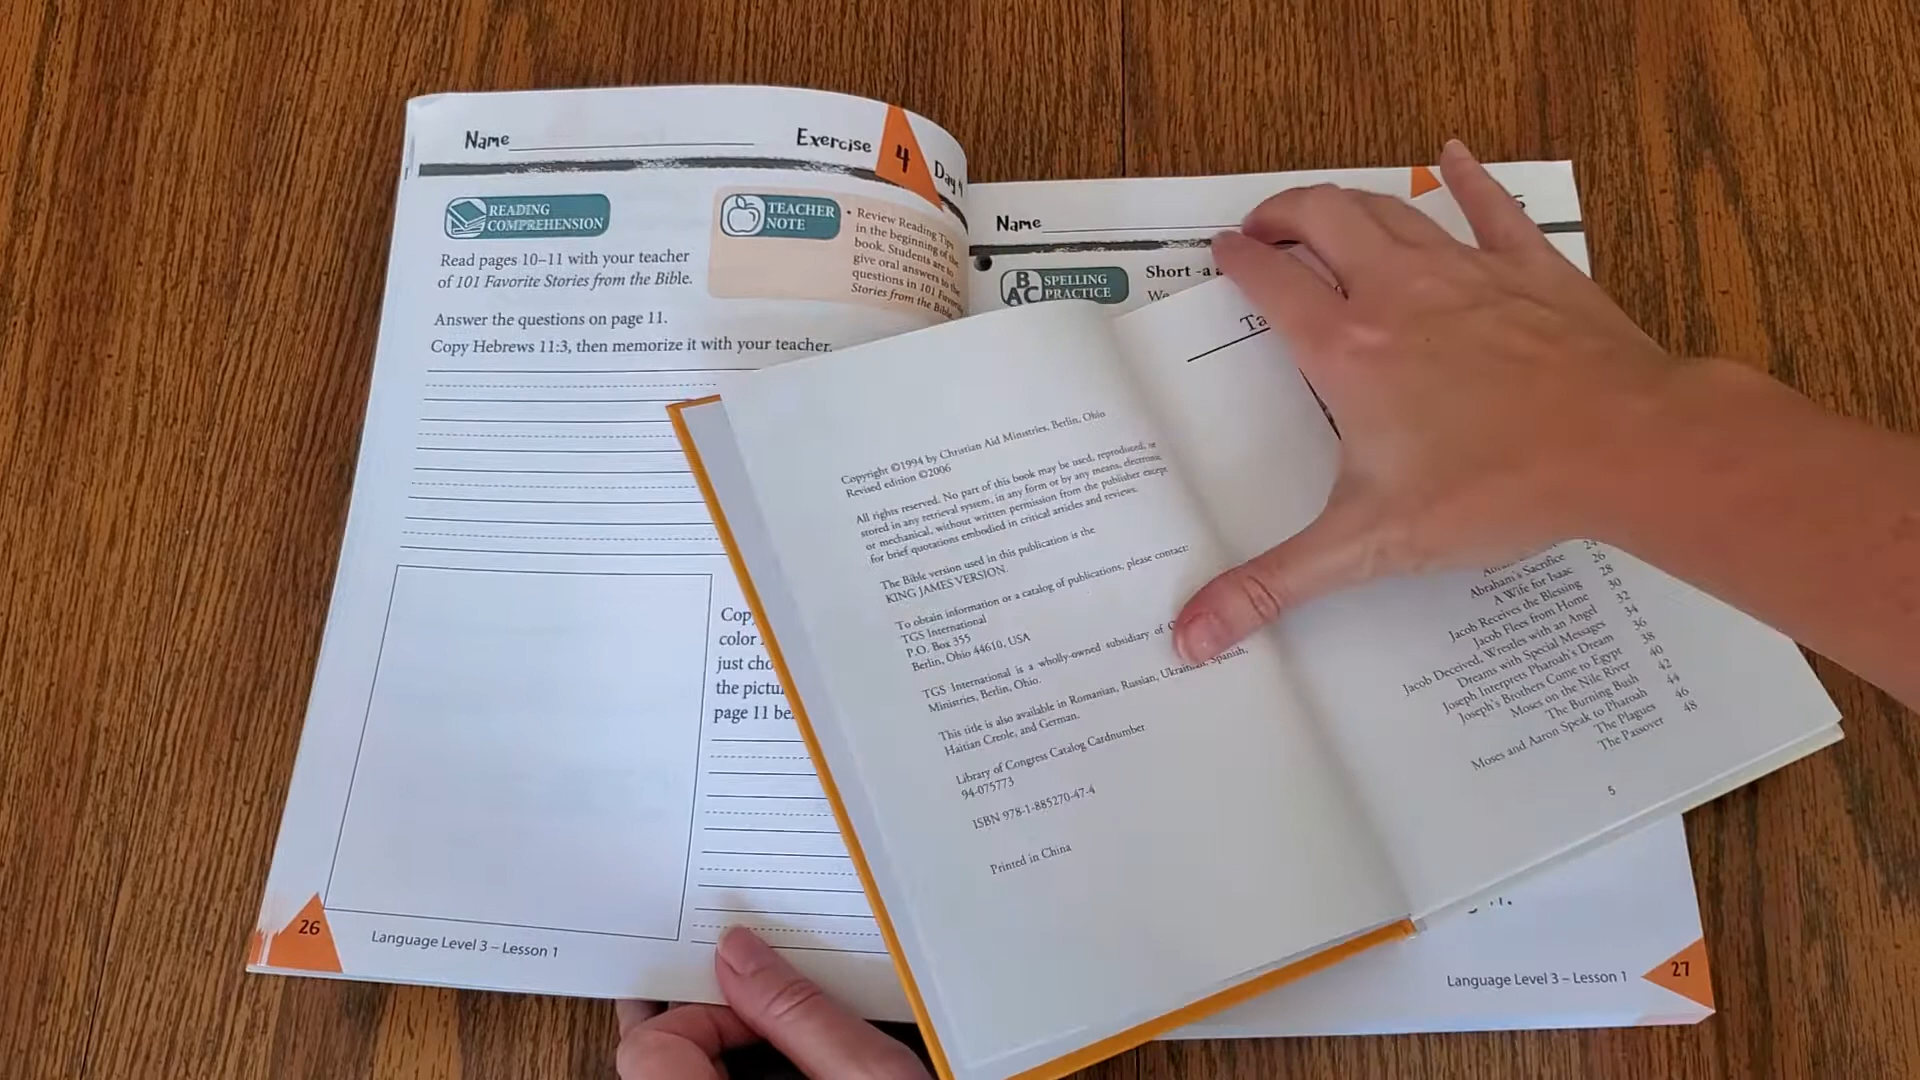 Name
Exercise 4 Day 4
READING
COMPREHENSION
Read pages 10–11 with your teacher
of 101 Favorite Stories from the Bible.
Answer the questions on page 11.
Copy Hebrews 11:3, then memorize it with your teacher.
TEACHER
NOTE
• Review Reading Tips
in the beginning of the
book. Students are to
give oral answers to the
questions in 101 Favorite
Stories from the Bible.
color
just
the
page 11
26
Language Level 3 – Lesson 1
Name
5
SPELLING
PRACTICE
Short -a
Copyright ©1994 by Christian Aid Ministries, Berlin, Ohio
Revised edition ©2006
All rights reserved. No part of this book may be used, reproduced, or
stored in any retrieval system, in any form or by any means, electronic
or mechanical, without written permission from the publisher except
for brief quotations embodied in critical articles and reviews.
The Bible version used in this publication is the
KING JAMES VERSION.
To obtain information or a catalog of publications, please contact:
TGS International
P.O. Box 355
Berlin, Ohio 44610, USA
TGS International is a wholly-owned subsidiary of
Ministries, Berlin, Ohio.
This title is also available in Romanian, Russian, Ukrainian, Spanish,
Haitian Creole, and German.
Library of Congress Catalog Cardnumber
94-075773
ISBN 978-1-885270-47-4
Printed in China
24
Abraham's Sacrifice 26
A Wife for Isaac 28
Jacob Receives the Blessing 30
Jacob Flees from Home 32
Jacob Deceived, Wrestles with an Angel 34
Dreams with Special Messages 36
Joseph Interprets Pharaoh's Dream 38
Joseph's Brothers Come to Egypt 40
Moses on the Nile River 42
The Burning Bush 44
Moses and Aaron Speak to Pharoah 46
The Plagues 48
The Passover
5
Language Level 3 – Lesson 1
27